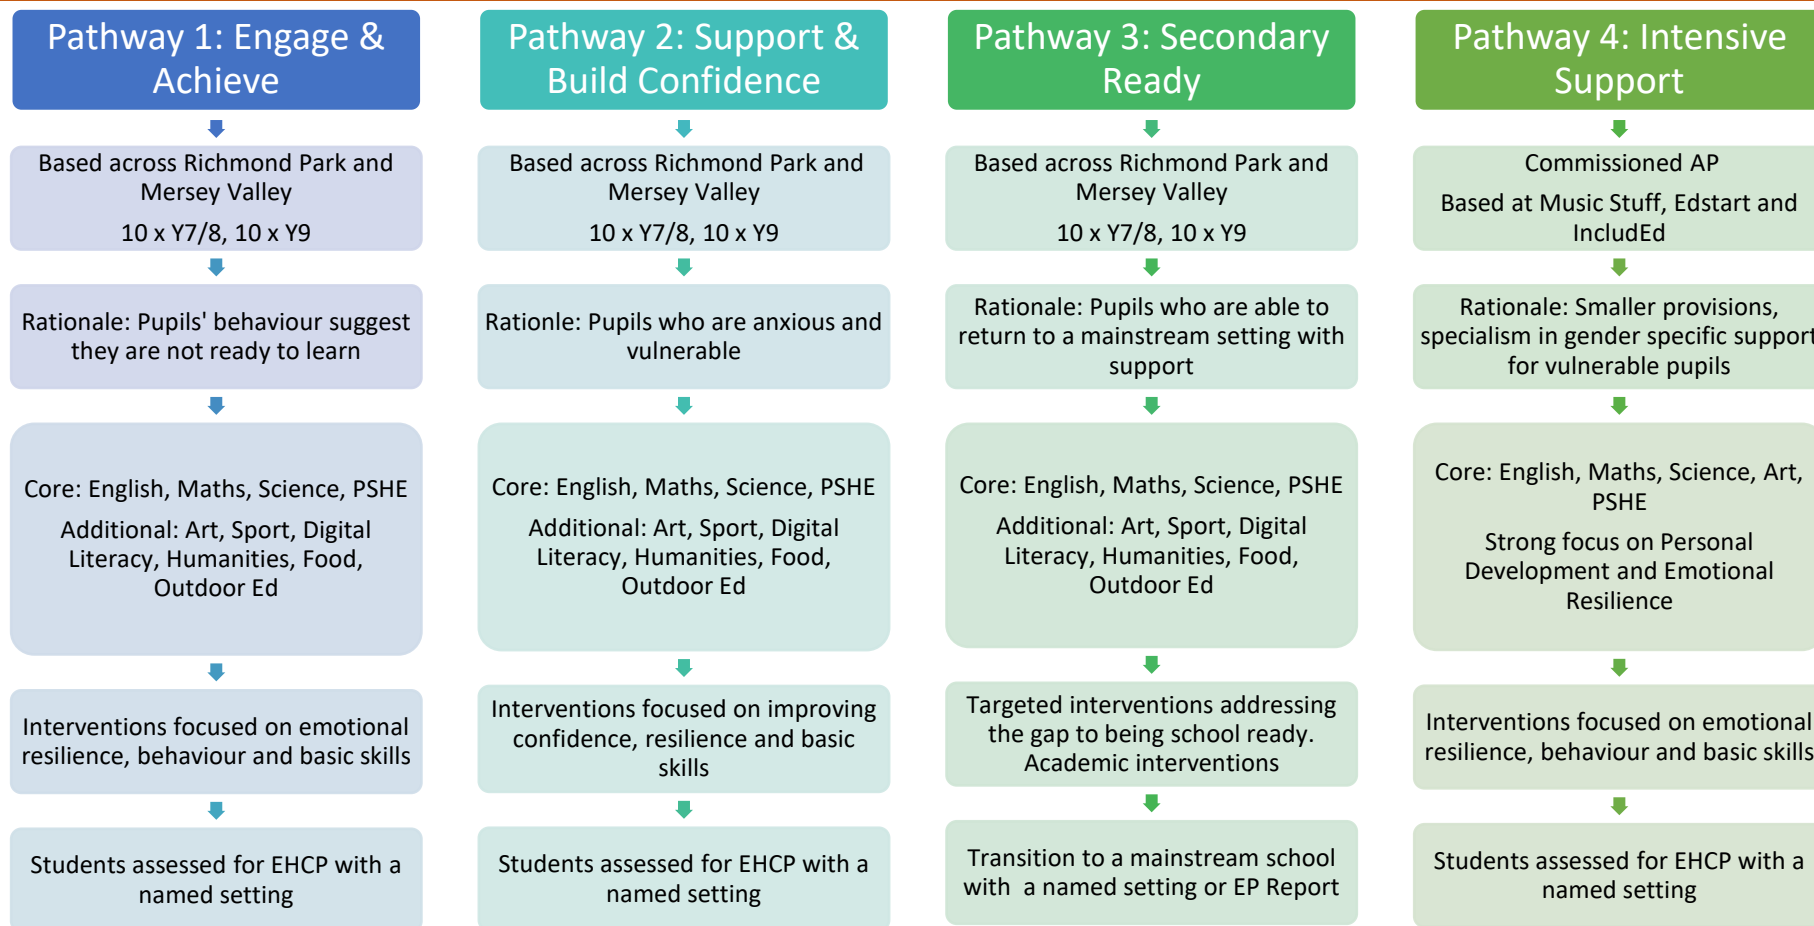 Pathway 1: Engage &
Achieve
Based across Richmond Park and
Mersey Valley
10 x Y7/8, 10 x Y9
Rationale: Pupils' behaviour suggest
they are not ready to learn
Core: English, Maths, Science, PSHE
Additional: Art, Sport, Digital
Literacy, Humanities, Food,
Outdoor Ed
Interventions focused on emotional
resilience, behaviour and basic skills
Students assessed for EHCP with a
named setting
Pathway 2: Support &
Build Confidence
Based across Richmond Park and
Mersey Valley
10 x Y7/8, 10 x Y9
Rationle: Pupils who are anxious and
vulnerable
Core: English, Maths, Science, PSHE
Additional: Art, Sport, Digital
Literacy, Humanities, Food,
Outdoor Ed
Interventions focused on improving
confidence, resilience and basic
skills
Students assessed for EHCP with a
named setting
Pathway 3: Secondary
Ready
Based across Richmond Park and
Mersey Valley
10 x Y7/8, 10 x Y9
Rationale: Pupils who are able to
return to a mainstream setting with
support
Core: English, Maths, Science, PSHE
Additional: Art, Sport, Digital
Literacy, Humanities, Food,
Outdoor Ed
Targeted interventions addressing
the gap to being school ready.
Academic interventions
Transition to a mainstream school
with a named setting or EP Report
Pathway 4: Intensive
Support
Commissioned AP
Based at Music Stuff, Edstart and
IncludEd
Rationale: Smaller provisions,
specialism in gender specific support
for vulnerable pupils
Core: English, Maths, Science, Art,
PSHE
Strong focus on Personal
Development and Emotional
Resilience
Interventions focused on emotional
resilience, behaviour and basic skills
Students assessed for EHCP with a
named setting